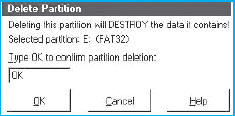 Delete Partition
Deleting this partition will DESTROY the data it contains!
Selected partition: E: (FAT32)
Type OK to confirm partition deletion:
OK
OK Cancel Help